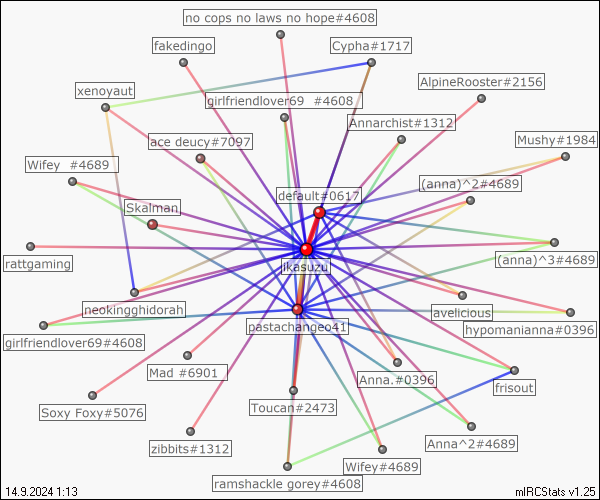 no cops no laws no hope#4608
fakedingo
Cypha#1717
AlpineRooster#2156
xenoyaut
girlfriendlover69 #4608
Annarchist#1312
Mushy#1984
ace deucy#7097
Wifey #4689
(anna)^2#4689
default#0617
Skalman
(anna)^3#4689
rattgaming
ikasuzu
neokingghidorah
avelicious
hypomanianna#0396
pastachangeo41
girlfriendlover69#4608
Mad #6901
Anna.#0396
frisout
Soxy Foxy#5076
Toucan#2473
zibbits#1312
Anna^2#4689
Wifey#4689
ramshackle gorey#4608
14.9.2024 1:13
mIRCStats v1.25